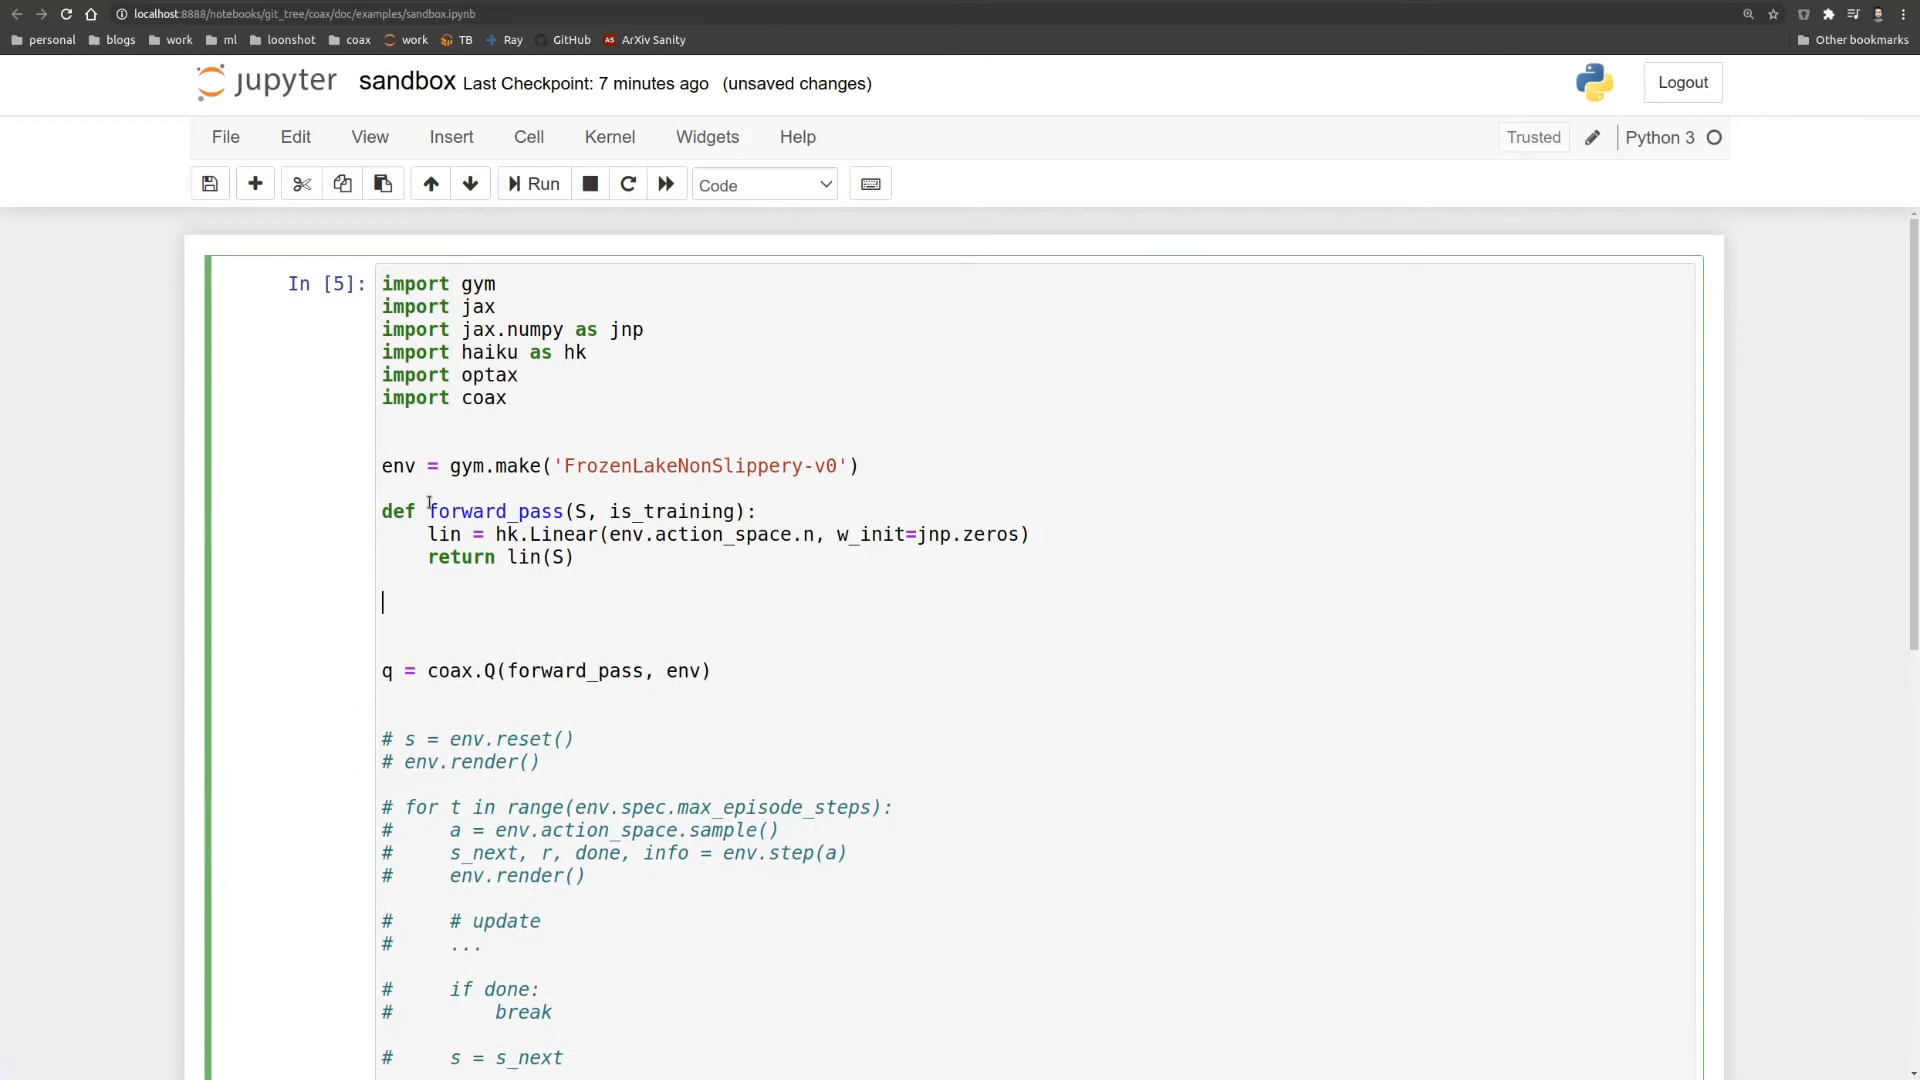 localhost:8888/notebooks/git_tree/coax/doc/examples/sandbox.ipynb
personal blogs work ml loonshot coax work TB Ray GitHub AS ArXiv Sanity Other bookmarks
jupyter sandbox Last Checkpoint: 7 minutes ago (unsaved changes) Logout
File Edit View Insert Cell Kernel Widgets Help Trusted Python 3
Run Code
In [5]: import gym
import jax
import jax.numpy as jnp
import haiku as hk
import optax
import coax
env = gym.make('FrozenLakeNonSlippery-v0')
def forward_pass(S, is_training):
    lin = hk.Linear(env.action_space.n, w_init=jnp.zeros)
    return lin(S)
q = coax.Q(forward_pass, env)
# s = env.reset()
# env.render()
# for t in range(env.spec.max_episode_steps):
#     a = env.action_space.sample()
#     s_next, r, done, info = env.step(a)
#     env.render()
#     # update
#     ...
#     if done:
#         break
#     s = s_next